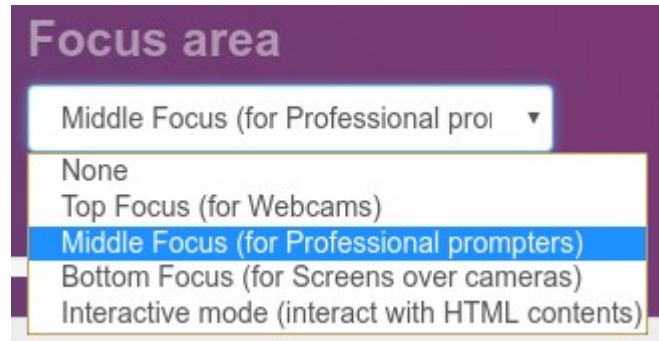 Focus area
Middle Focus (for Professional pro
None
Top Focus (for Webcams)
Middle Focus (for Professional prompters)
Bottom Focus (for Screens over cameras)
Interactive mode (interact with HTML contents)